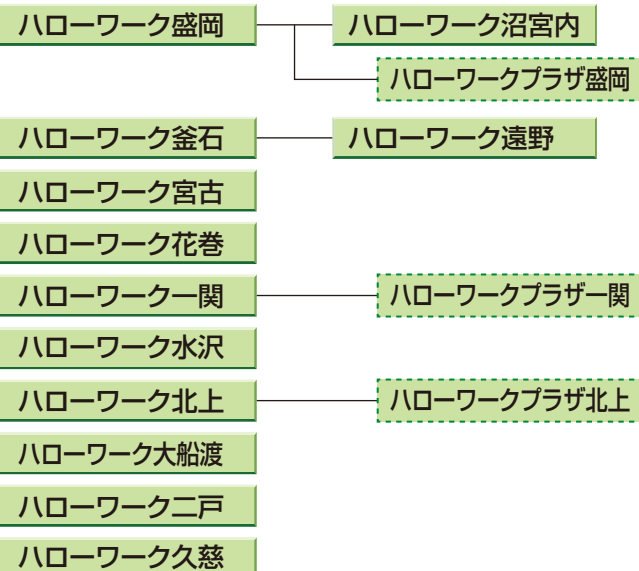 ハローワーク盛岡
ハローワーク沼宮内
ハローワークプラザ盛岡
ハローワーク釜石
ハローワーク遠野
ハローワーク宮古
ハローワーク花巻
ハローワーク一関
ハローワークプラザ一関
ハローワーク水沢
ハローワーク北上
ハローワークプラザ北上
ハローワーク大船渡
ハローワーク二戸
ハローワーク久慈